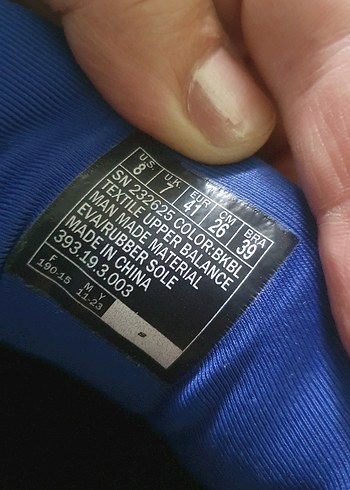 US UK EUR CM BRA
8 7 41 26 39
SN 232625 COLOR:BKBL
TEXTILE UPPER BALANCE
MAN MADE MATERIAL
EVA/RUBBER SOLE
393.19.3.003
MADE IN CHINA
F M Y
190-15 11-23